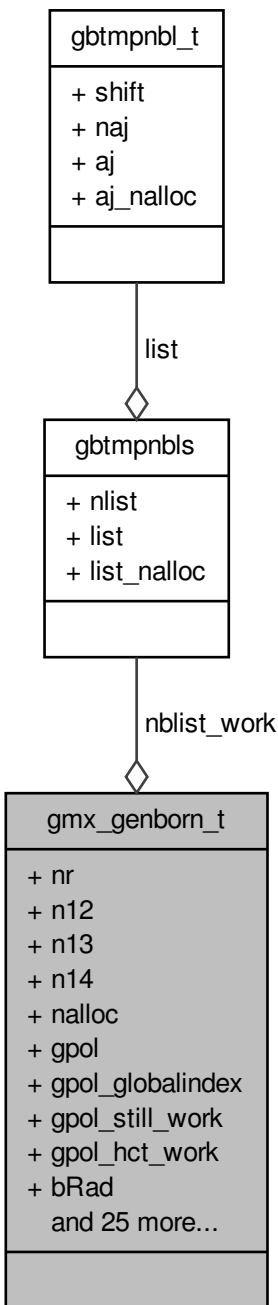 gbtmpnbl_t
+ shift
+ naj
+ aj
+ aj_nalloc
list
gbtmpnbls
+ nlist
+ list
+ list_nalloc
nblist_work
gmx_genborn_t
+ nr
+ n12
+ n13
+ n14
+ nalloc
+ gpol
+ gpol_globalindex
+ gpol_still_work
+ gpol_hct_work
+ bRad
and 25 more...